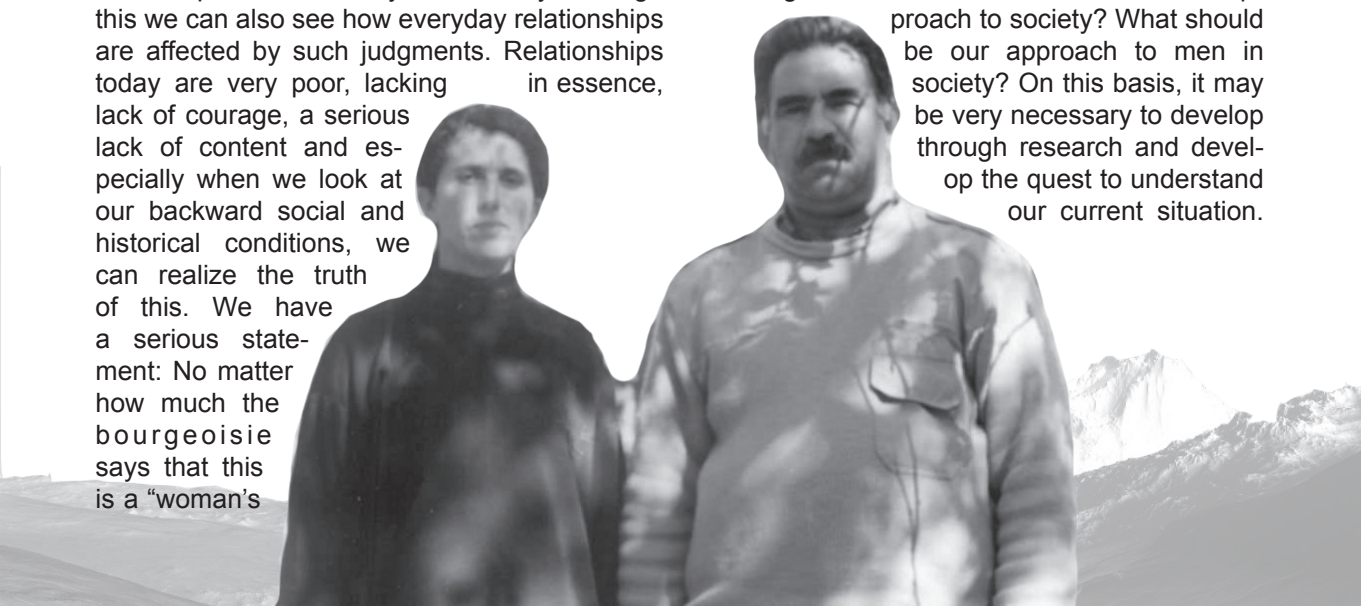 this we can also see how everyday relationships
are affected by such judgments. Relationships
today are very poor, lacking in essence,
lack of courage, a serious
lack of content and es-
pecially when we look at
our backward social and
historical conditions, we
can realize the truth
of this. We have
a serious state-
ment: No matter
how much the
bourgeoisie
says that this
is a “woman’s
proach to society? What should
be our approach to men in
society? On this basis, it may
be very necessary to develop
through research and devel-
op the quest to understand
our current situation.